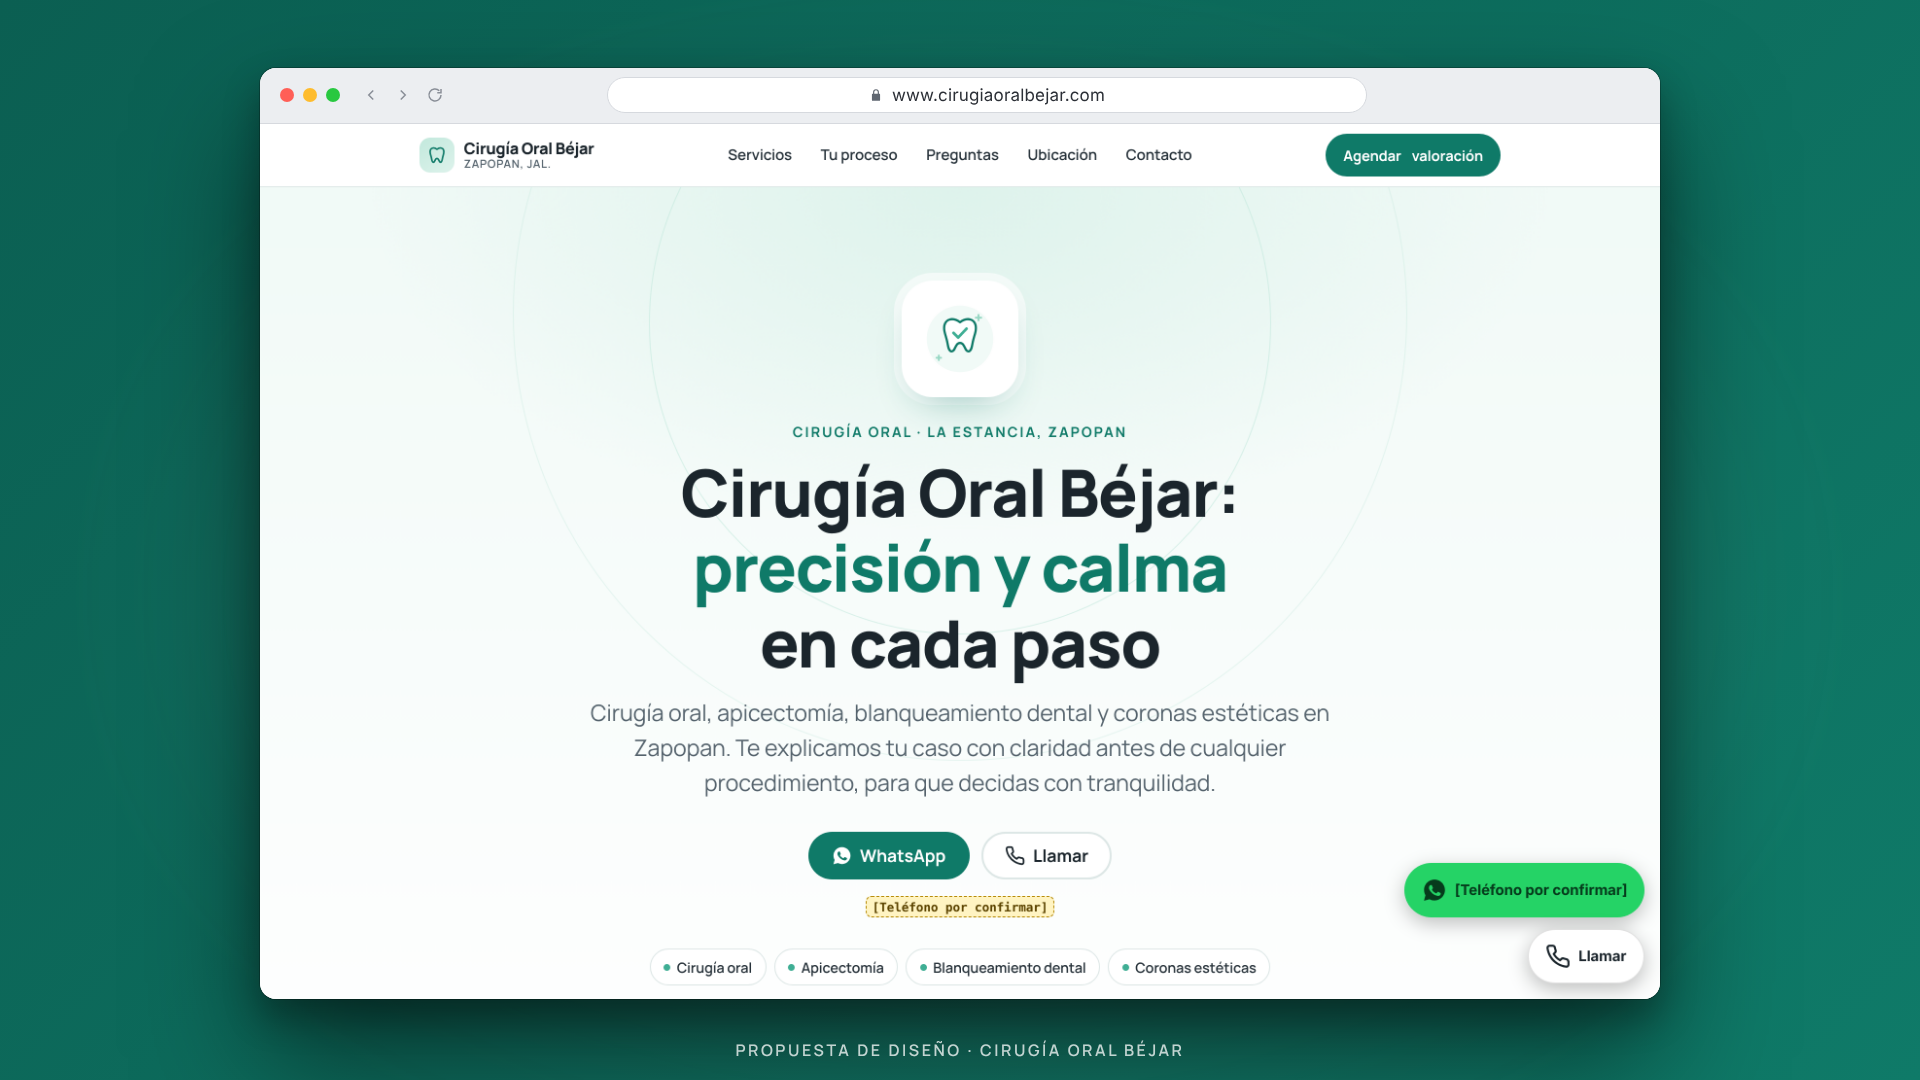 www.cirugiaoralbejar.com
Cirugía Oral Béjar
ZAPOPAN, JAL.
Servicios
Tu proceso
Preguntas
Ubicación
Contacto
Agendar valoración
CIRUGÍA ORAL · LA ESTANCIA, ZAPOPAN
Cirugía Oral Béjar:
precisión y calma
en cada paso
Cirugía oral, apicectomía, blanqueamiento dental y coronas estéticas en
Zapopan. Te explicamos tu caso con claridad antes de cualquier
procedimiento, para que decidas con tranquilidad.
WhatsApp
Llamar
[Teléfono por confirmar]
Cirugía oral
Apicectomía
Blanqueamiento dental
Coronas estéticas
[Teléfono por confirmar]
Llamar
PROPUESTA DE DISEÑO · CIRUGÍA ORAL BÉJAR